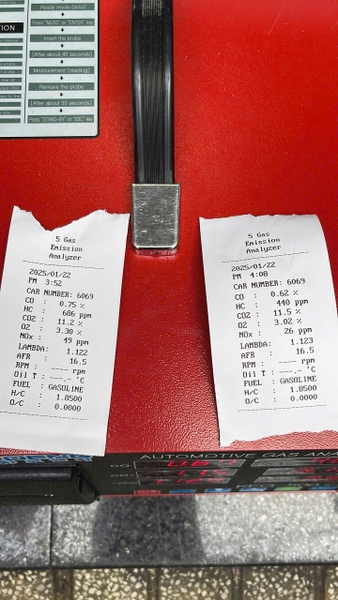 Ready mode (auto)
Press "MEAS" or "ENTER" key
Insert the probe
[After about 40 seconds]
Measurement (reading)
Remove the probe
[After about 30 seconds]
Press "STAND-BY" or "ESC" key
5 Gas
Emission
Analyzer
2025/01/22
PM 3:52
CAR NUMBER: 6069
CO : 0.75 %
HC : 686 ppm
CO2 : 11.2 %
O2 : 3.30 %
NOx : 49 ppm
LAMBDA: 1.122
AFR : 16.5
RPM : ---- rpm
Oil T : ---.- °C
FUEL : GASOLINE
H/C : 1.8500
O/C : 0.0000
5 Gas
Emission
Analyzer
2025/01/22
PM 4:08
CAR NUMBER: 6069
CO : 0.62 %
HC : 440 ppm
CO2 : 11.5 %
O2 : 3.02 %
NOx : 26 ppm
LAMBDA: 1.123
AFR : 16.5
RPM : ---- rpm
Oil T : ---.- °C
FUEL : GASOLINE
H/C : 1.8500
O/C : 0.0000
AUTOMOTIVE GAS ANA
CO